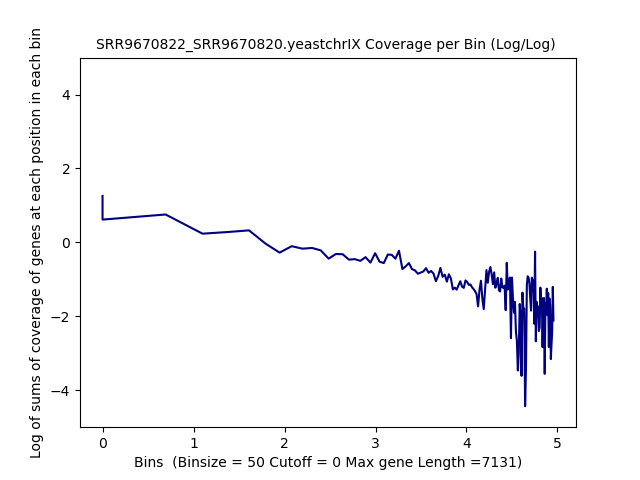 SRR9670822_SRR9670820.yeastchrIX Coverage per Bin (Log/Log)
Log of sums of coverage of genes at each position in each bin
4
2
0
−2
−4
0 1 2 3 4 5
Bins  (Binsize = 50 Cutoff = 0 Max gene Length =7131)